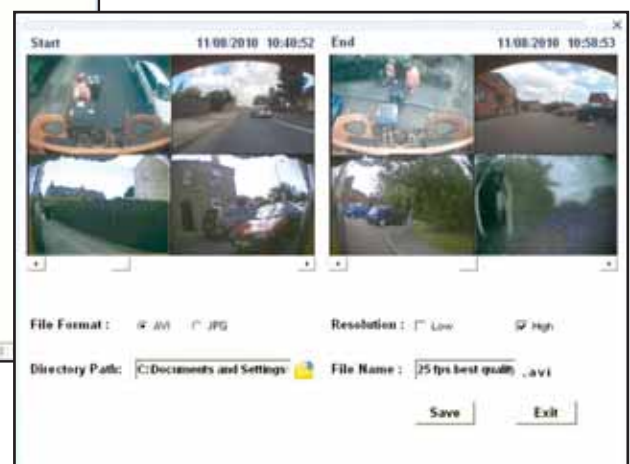 Start 11/08/2010 10:40:52 End 11/08/2010 10:58:53
File Format : AVI JPG Resolution : Low High
Directory Path: C:Documents and Settings File Name : 25 fps best quality .avi
Save Exit